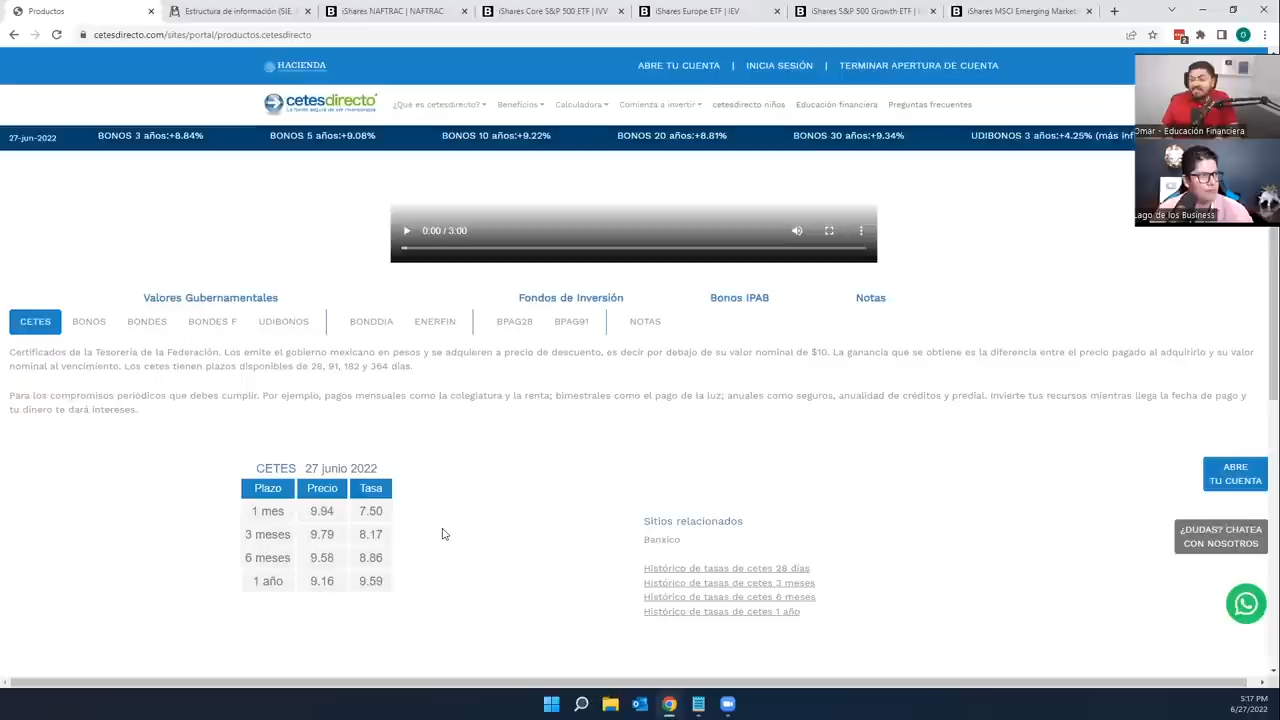 Productos
Estructura de información (SIE,
iShares NAFTRAC | NAFTRAC
iShares Core S&P 500 ETF | IVV
iShares Europe ETF | IEV
iShares S&P 500 Growth ETF | I
iShares MSCI Emerging Market
cetesdirecto.com/sites/portal/productos.cetesdirecto
HACIENDA
ABRE TU CUENTA | INICIA SESIÓN | TERMINAR APERTURA DE CUENTA
cetesdirecto
¿Qué es cetesdirecto? Beneficios Calculadora Comienza a invertir cetesdirecto niños Educación financiera Preguntas frecuentes
27-jun-2022 BONOS 3 años:+8.84% BONOS 5 años:+9.08% BONOS 10 años:+9.22% BONOS 20 años:+8.81% BONOS 30 años:+9.34% UDIBONOS 3 años:+4.25% (más inf
Omar - Educación Financiera
Lago de los Business
0:00 / 3:00
Valores Gubernamentales Fondos de Inversión Bonos IPAB Notas
CETES BONOS BONDES BONDES F UDIBONOS BONDDIA ENERFIN BPAG28 BPAG91 NOTAS
Certificados de la Tesorería de la Federación. Los emite el gobierno mexicano en pesos y se adquieren a precio de descuento, es decir por debajo de su valor nominal de $10. La ganancia que se obtiene es la diferencia entre el precio pagado al adquirirlo y su valor
nominal al vencimiento. Los cetes tienen plazos disponibles de 28, 91, 182 y 364 días.
Para los compromisos periódicos que debes cumplir. Por ejemplo, pagos mensuales como la colegiatura y la renta; bimestrales como el pago de la luz; anuales como seguros, anualidad de créditos y predial. Invierte tus recursos mientras llega la fecha de pago y
tu dinero te dará intereses.
CETES 27 junio 2022
Plazo Precio Tasa
1 mes 9.94 7.50
3 meses 9.79 8.17
6 meses 9.58 8.86
1 año 9.16 9.59
Sitios relacionados
Banxico
Histórico de tasas de cetes 28 días
Histórico de tasas de cetes 3 meses
Histórico de tasas de cetes 6 meses
Histórico de tasas de cetes 1 año
ABRE
TU CUENTA
¿DUDAS? CHATEA
CON NOSOTROS
5:17 PM
6/27/2022